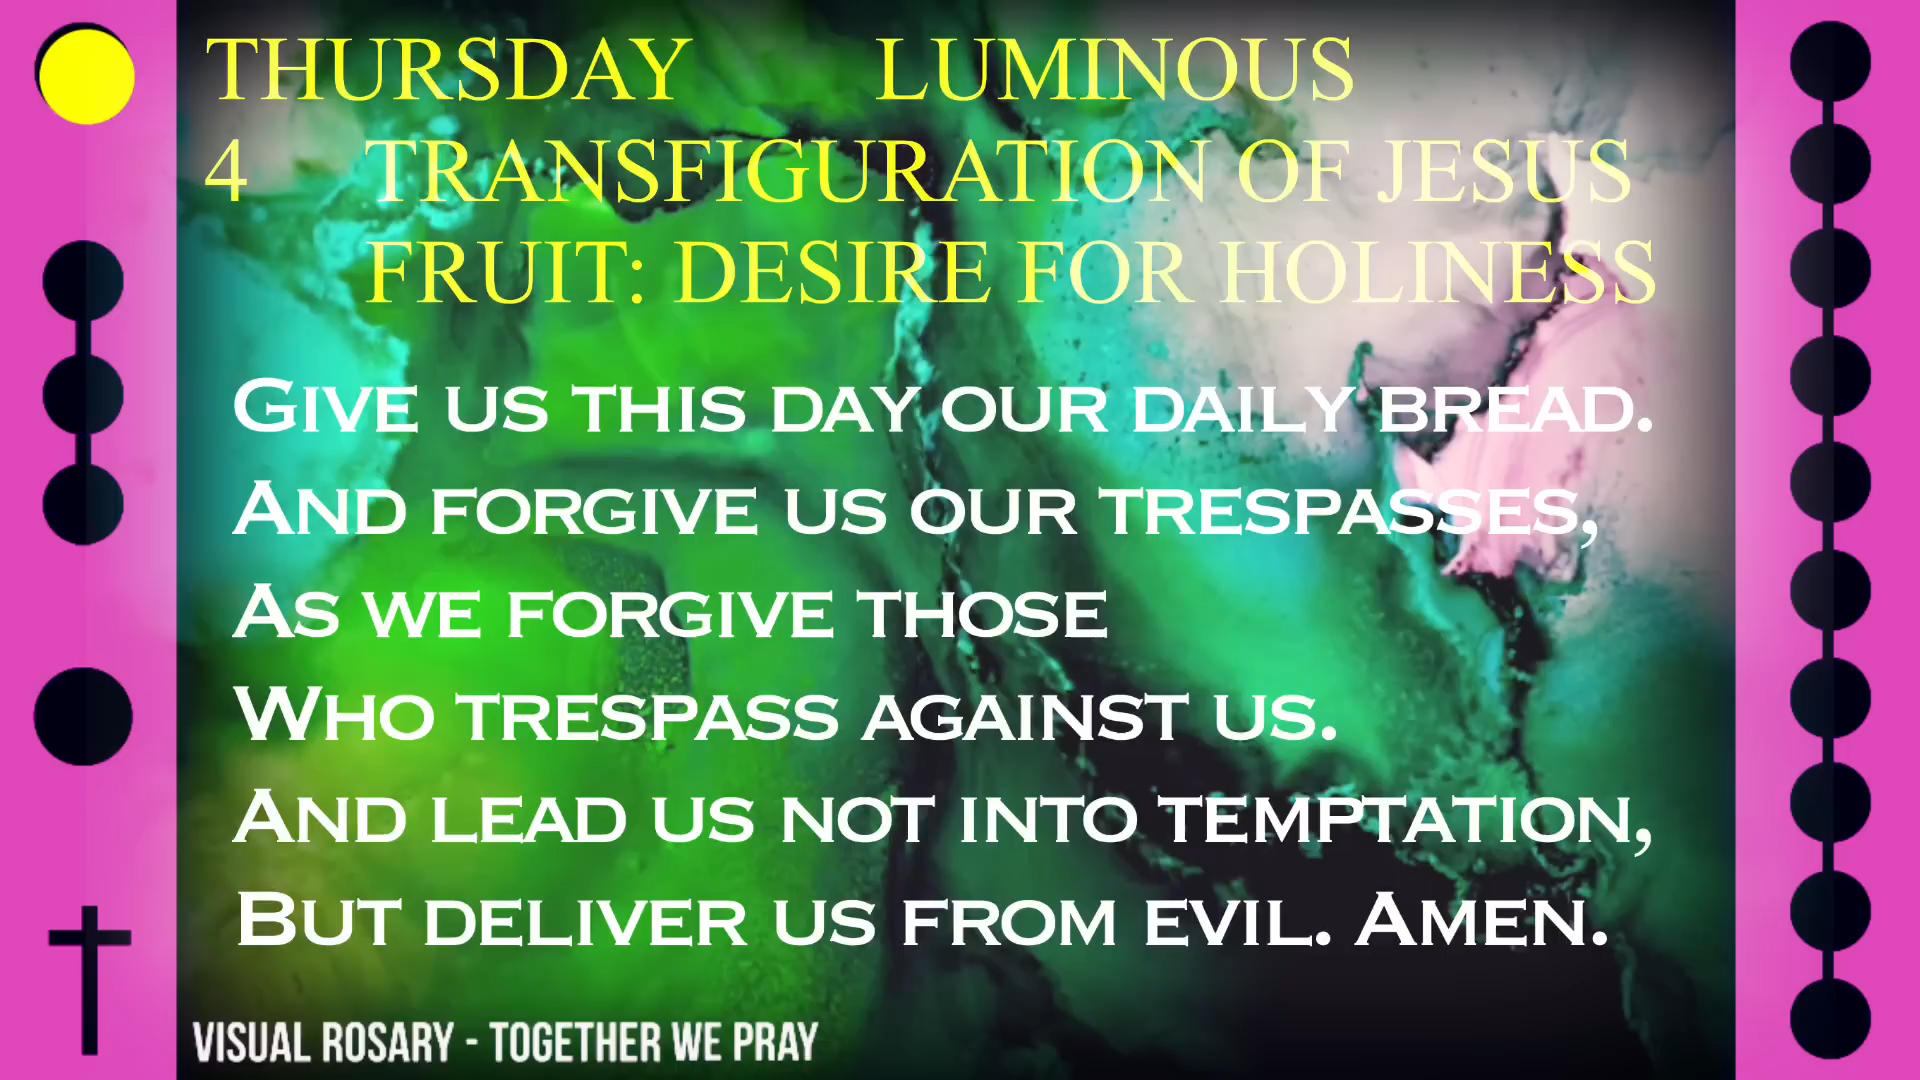 THURSDAY LUMINOUS
4 TRANSFIGURATION OF JESUS
FRUIT: DESIRE FOR HOLINESS
Give us this day our daily bread.
And forgive us our trespasses,
As we forgive those
Who trespass against us.
And lead us not into temptation,
But deliver us from evil. Amen.
VISUAL ROSARY - TOGETHER WE PRAY